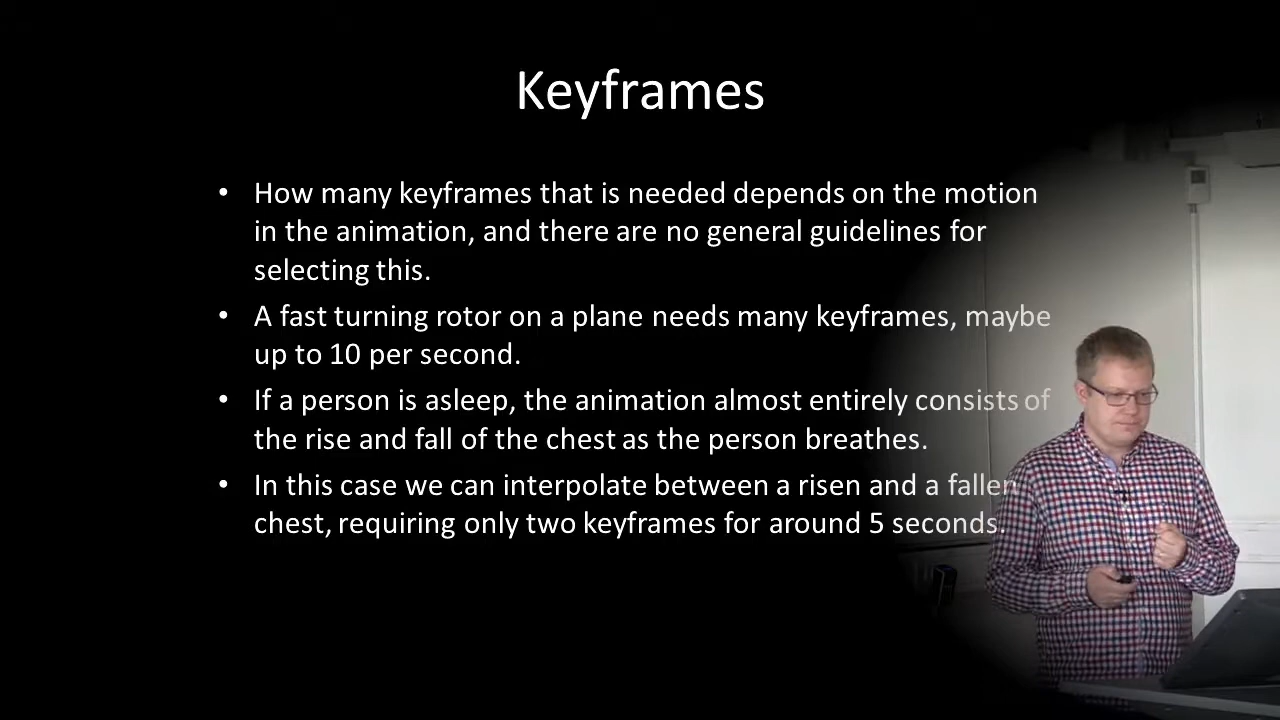 Keyframes
• How many keyframes that is needed depends on the motion
in the animation, and there are no general guidelines for
selecting this.
• A fast turning rotor on a plane needs many keyframes, maybe
up to 10 per second.
• If a person is asleep, the animation almost entirely consists of
the rise and fall of the chest as the person breathes.
• In this case we can interpolate between a risen and a fallen
chest, requiring only two keyframes for around 5 seconds.